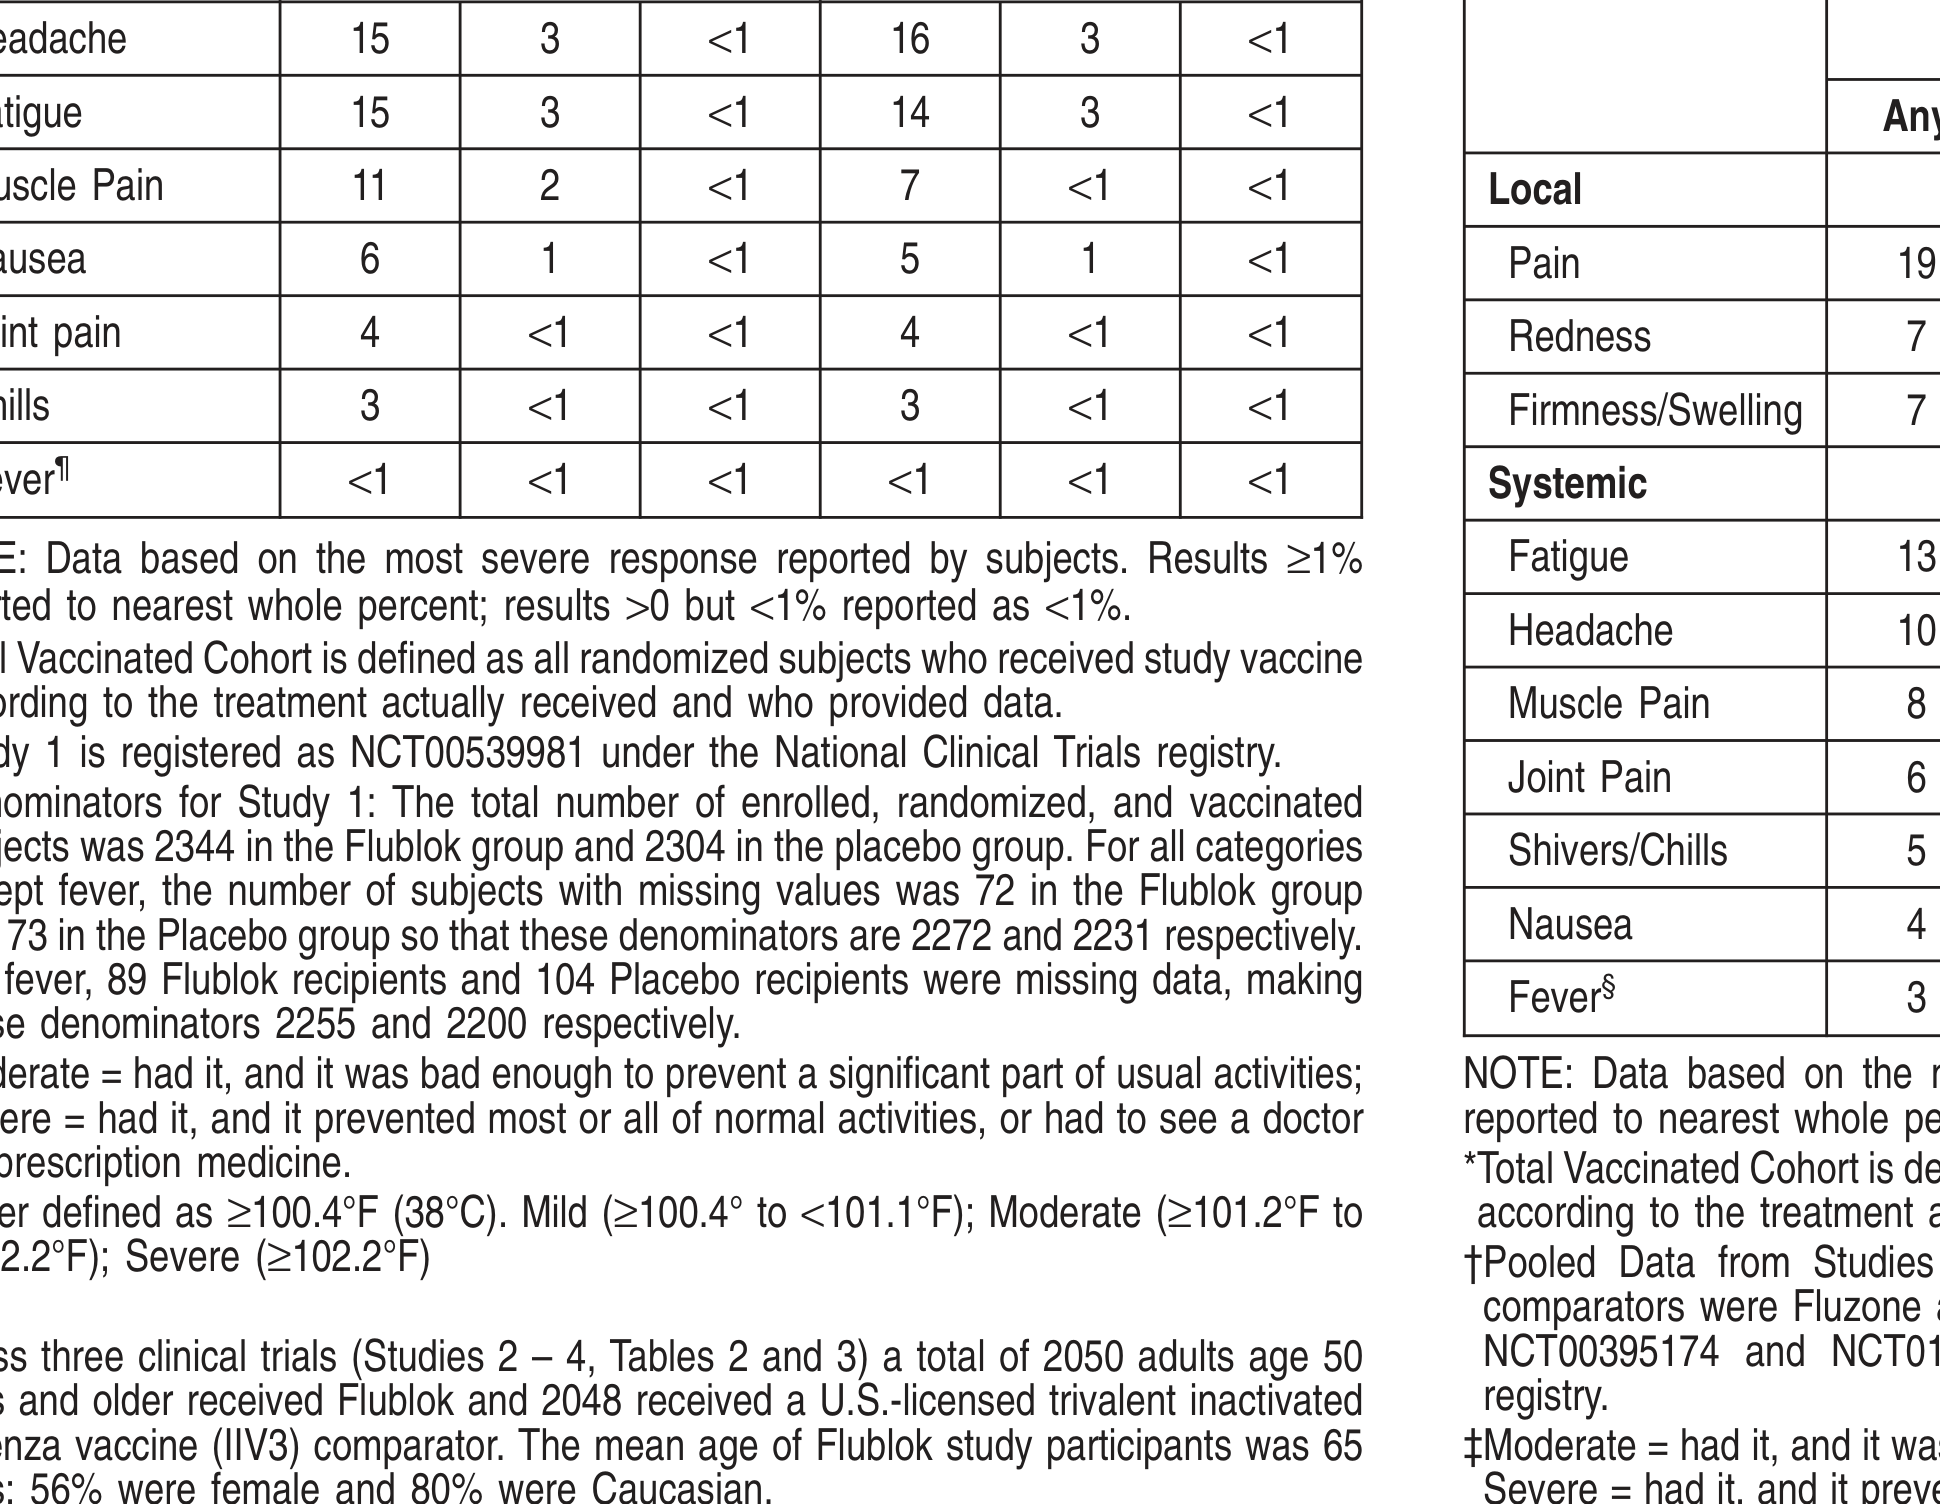 eadache 15 3 <1 16 3 <1
atigue 15 3 <1 14 3 <1
uscle Pain 11 2 <1 7 <1 <1
ausea 6 1 <1 5 1 <1
int pain 4 <1 <1 4 <1 <1
hills 3 <1 <1 3 <1 <1
ever¶ <1 <1 <1 <1 <1 <1
E: Data based on the most severe response reported by subjects. Results ≥1%
rted to nearest whole percent; results >0 but <1% reported as <1%.
l Vaccinated Cohort is defined as all randomized subjects who received study vaccine
ording to the treatment actually received and who provided data.
dy 1 is registered as NCT00539981 under the National Clinical Trials registry.
nominators for Study 1: The total number of enrolled, randomized, and vaccinated
jects was 2344 in the Flublok group and 2304 in the placebo group. For all categories
ept fever, the number of subjects with missing values was 72 in the Flublok group
73 in the Placebo group so that these denominators are 2272 and 2231 respectively.
fever, 89 Flublok recipients and 104 Placebo recipients were missing data, making
se denominators 2255 and 2200 respectively.
derate = had it, and it was bad enough to prevent a significant part of usual activities;
ere = had it, and it prevented most or all of normal activities, or had to see a doctor
prescription medicine.
er defined as ≥100.4°F (38°C). Mild (≥100.4° to <101.1°F); Moderate (≥101.2°F to
2.2°F); Severe (≥102.2°F)
ss three clinical trials (Studies 2 – 4, Tables 2 and 3) a total of 2050 adults age 50
s and older received Flublok and 2048 received a U.S.-licensed trivalent inactivated
enza vaccine (IIV3) comparator. The mean age of Flublok study participants was 65
s: 56% were female and 80% were Caucasian.
Any
Local
Pain 19
Redness 7
Firmness/Swelling 7
Systemic
Fatigue 13
Headache 10
Muscle Pain 8
Joint Pain 6
Shivers/Chills 5
Nausea 4
Fever§ 3
NOTE: Data based on the
reported to nearest whole pe
*Total Vaccinated Cohort is de
according to the treatment a
†Pooled Data from Studies
comparators were Fluzone a
NCT00395174 and NCT01
registry.
‡Moderate = had it, and it was
Severe = had it, and it preve